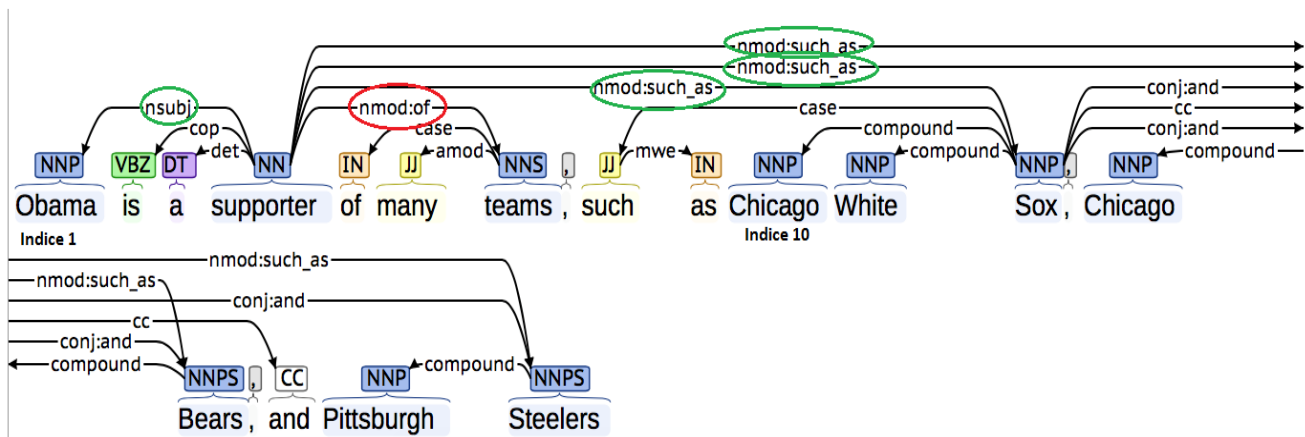 nmod:such_as
nmod:such_as
nmod:such_as conj:and
nsubj nmod:of case cc
cop case compound conj:and
det amod mwe compound compound
NNP VBZ DT NN IN JJ NNS , JJ IN NNP NNP NNP , NNP
Obama is a supporter of many teams , such as Chicago White Sox , Chicago
Indice 1 Indice 10
nmod:such_as
nmod:such_as
conj:and
cc
conj:and
compound compound
NNPS , CC NNP NNPS
Bears , and Pittsburgh Steelers